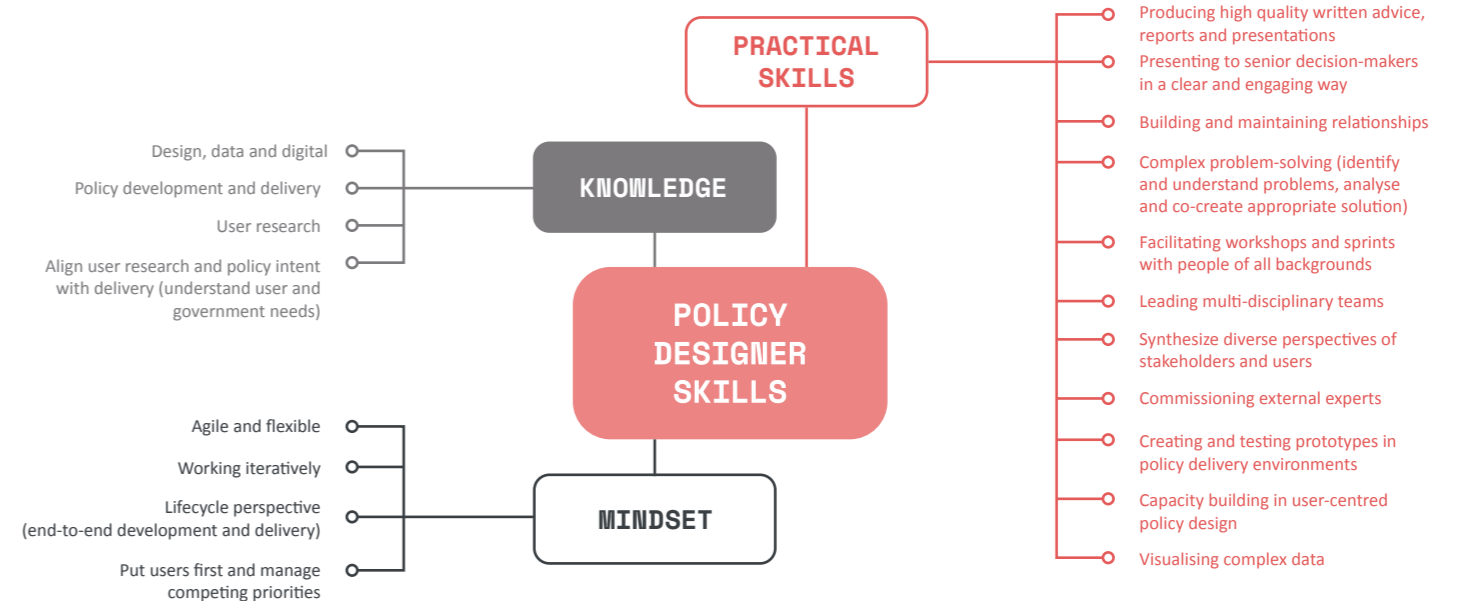 PRACTICAL
SKILLS
Producing high quality written advice,
reports and presentations
Presenting to senior decision-makers
in a clear and engaging way
Building and maintaining relationships
Complex problem-solving (identify
and understand problems, analyse
and co-create appropriate solution)
Facilitating workshops and sprints
with people of all backgrounds
Leading multi-disciplinary teams
Synthesize diverse perspectives of
stakeholders and users
Commissioning external experts
Creating and testing prototypes in
policy delivery environments
Capacity building in user-centred
policy design
Visualising complex data
KNOWLEDGE
Design, data and digital
Policy development and delivery
User research
Align user research and policy intent
with delivery (understand user and
government needs)
POLICY
DESIGNER
SKILLS
MINDSET
Agile and flexible
Working iteratively
Lifecycle perspective
(end-to-end development and delivery)
Put users first and manage
competing priorities